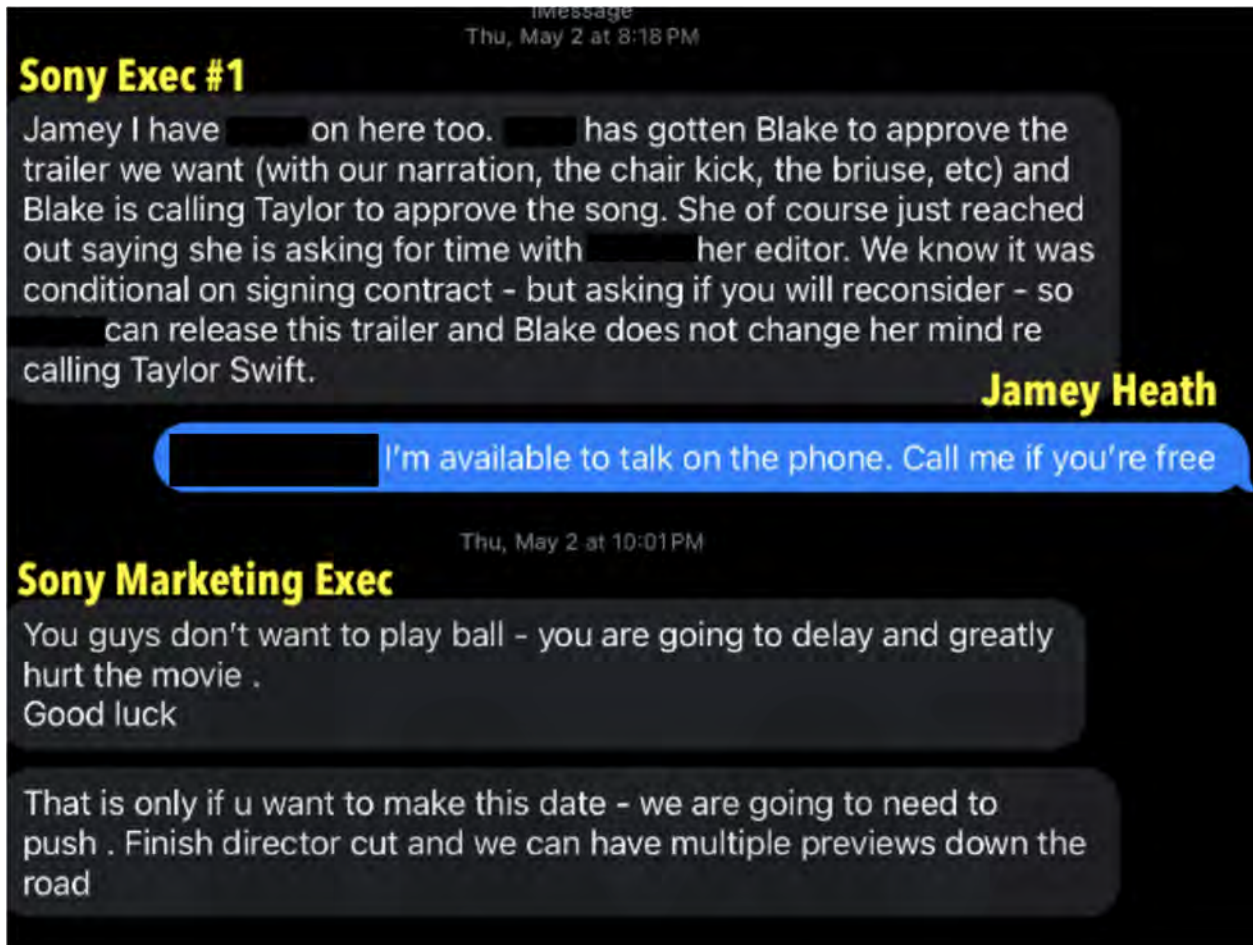 iMessage
Thu, May 2 at 8:18 PM
Sony Exec #1
Jamey I have on here too. has gotten Blake to approve the
trailer we want (with our narration, the chair kick, the briuse, etc) and
Blake is calling Taylor to approve the song. She of course just reached
out saying she is asking for time with her editor. We know it was
conditional on signing contract - but asking if you will reconsider - so
can release this trailer and Blake does not change her mind re
calling Taylor Swift.
Jamey Heath
I'm available to talk on the phone. Call me if you're free
Thu, May 2 at 10:01 PM
Sony Marketing Exec
You guys don't want to play ball - you are going to delay and greatly
hurt the movie .
Good luck
That is only if u want to make this date - we are going to need to
push . Finish director cut and we can have multiple previews down the
road